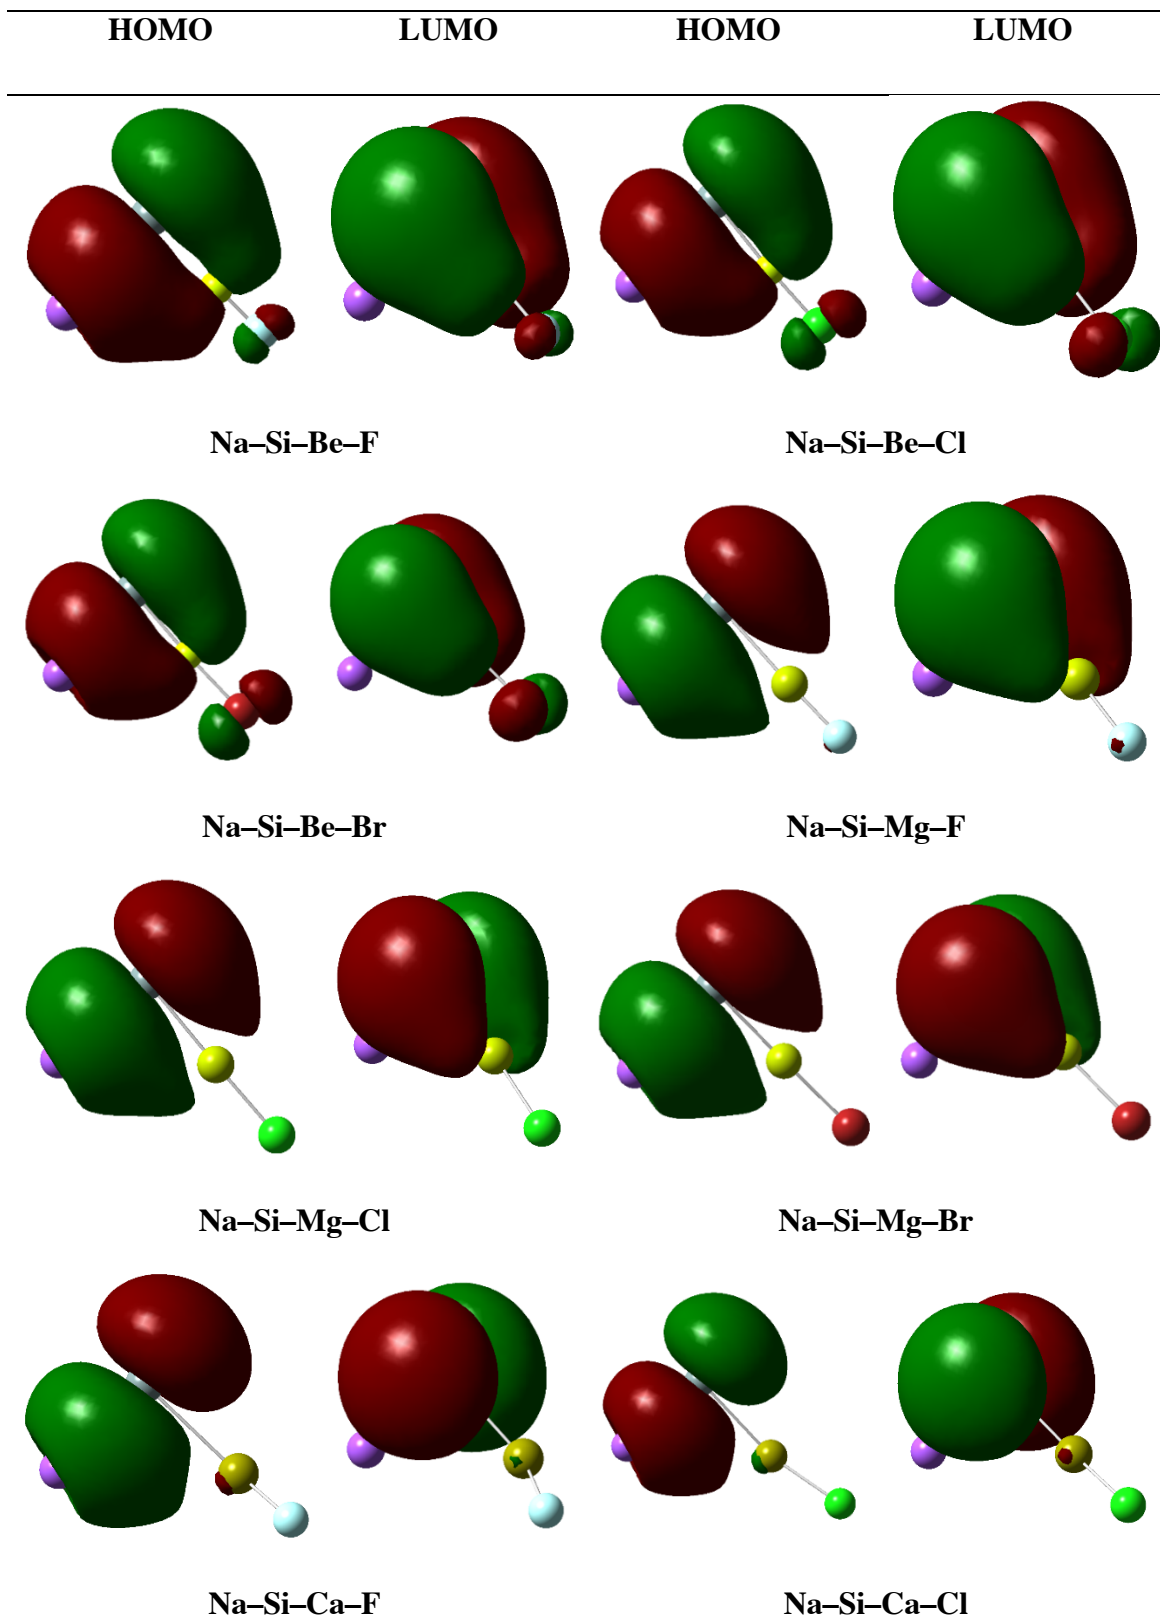 HOMO LUMO HOMO LUMO
Na–Si–Be–F Na–Si–Be–Cl
Na–Si–Be–Br Na–Si–Mg–F
Na–Si–Mg–Cl Na–Si–Mg–Br
Na–Si–Ca–F Na–Si–Ca–Cl